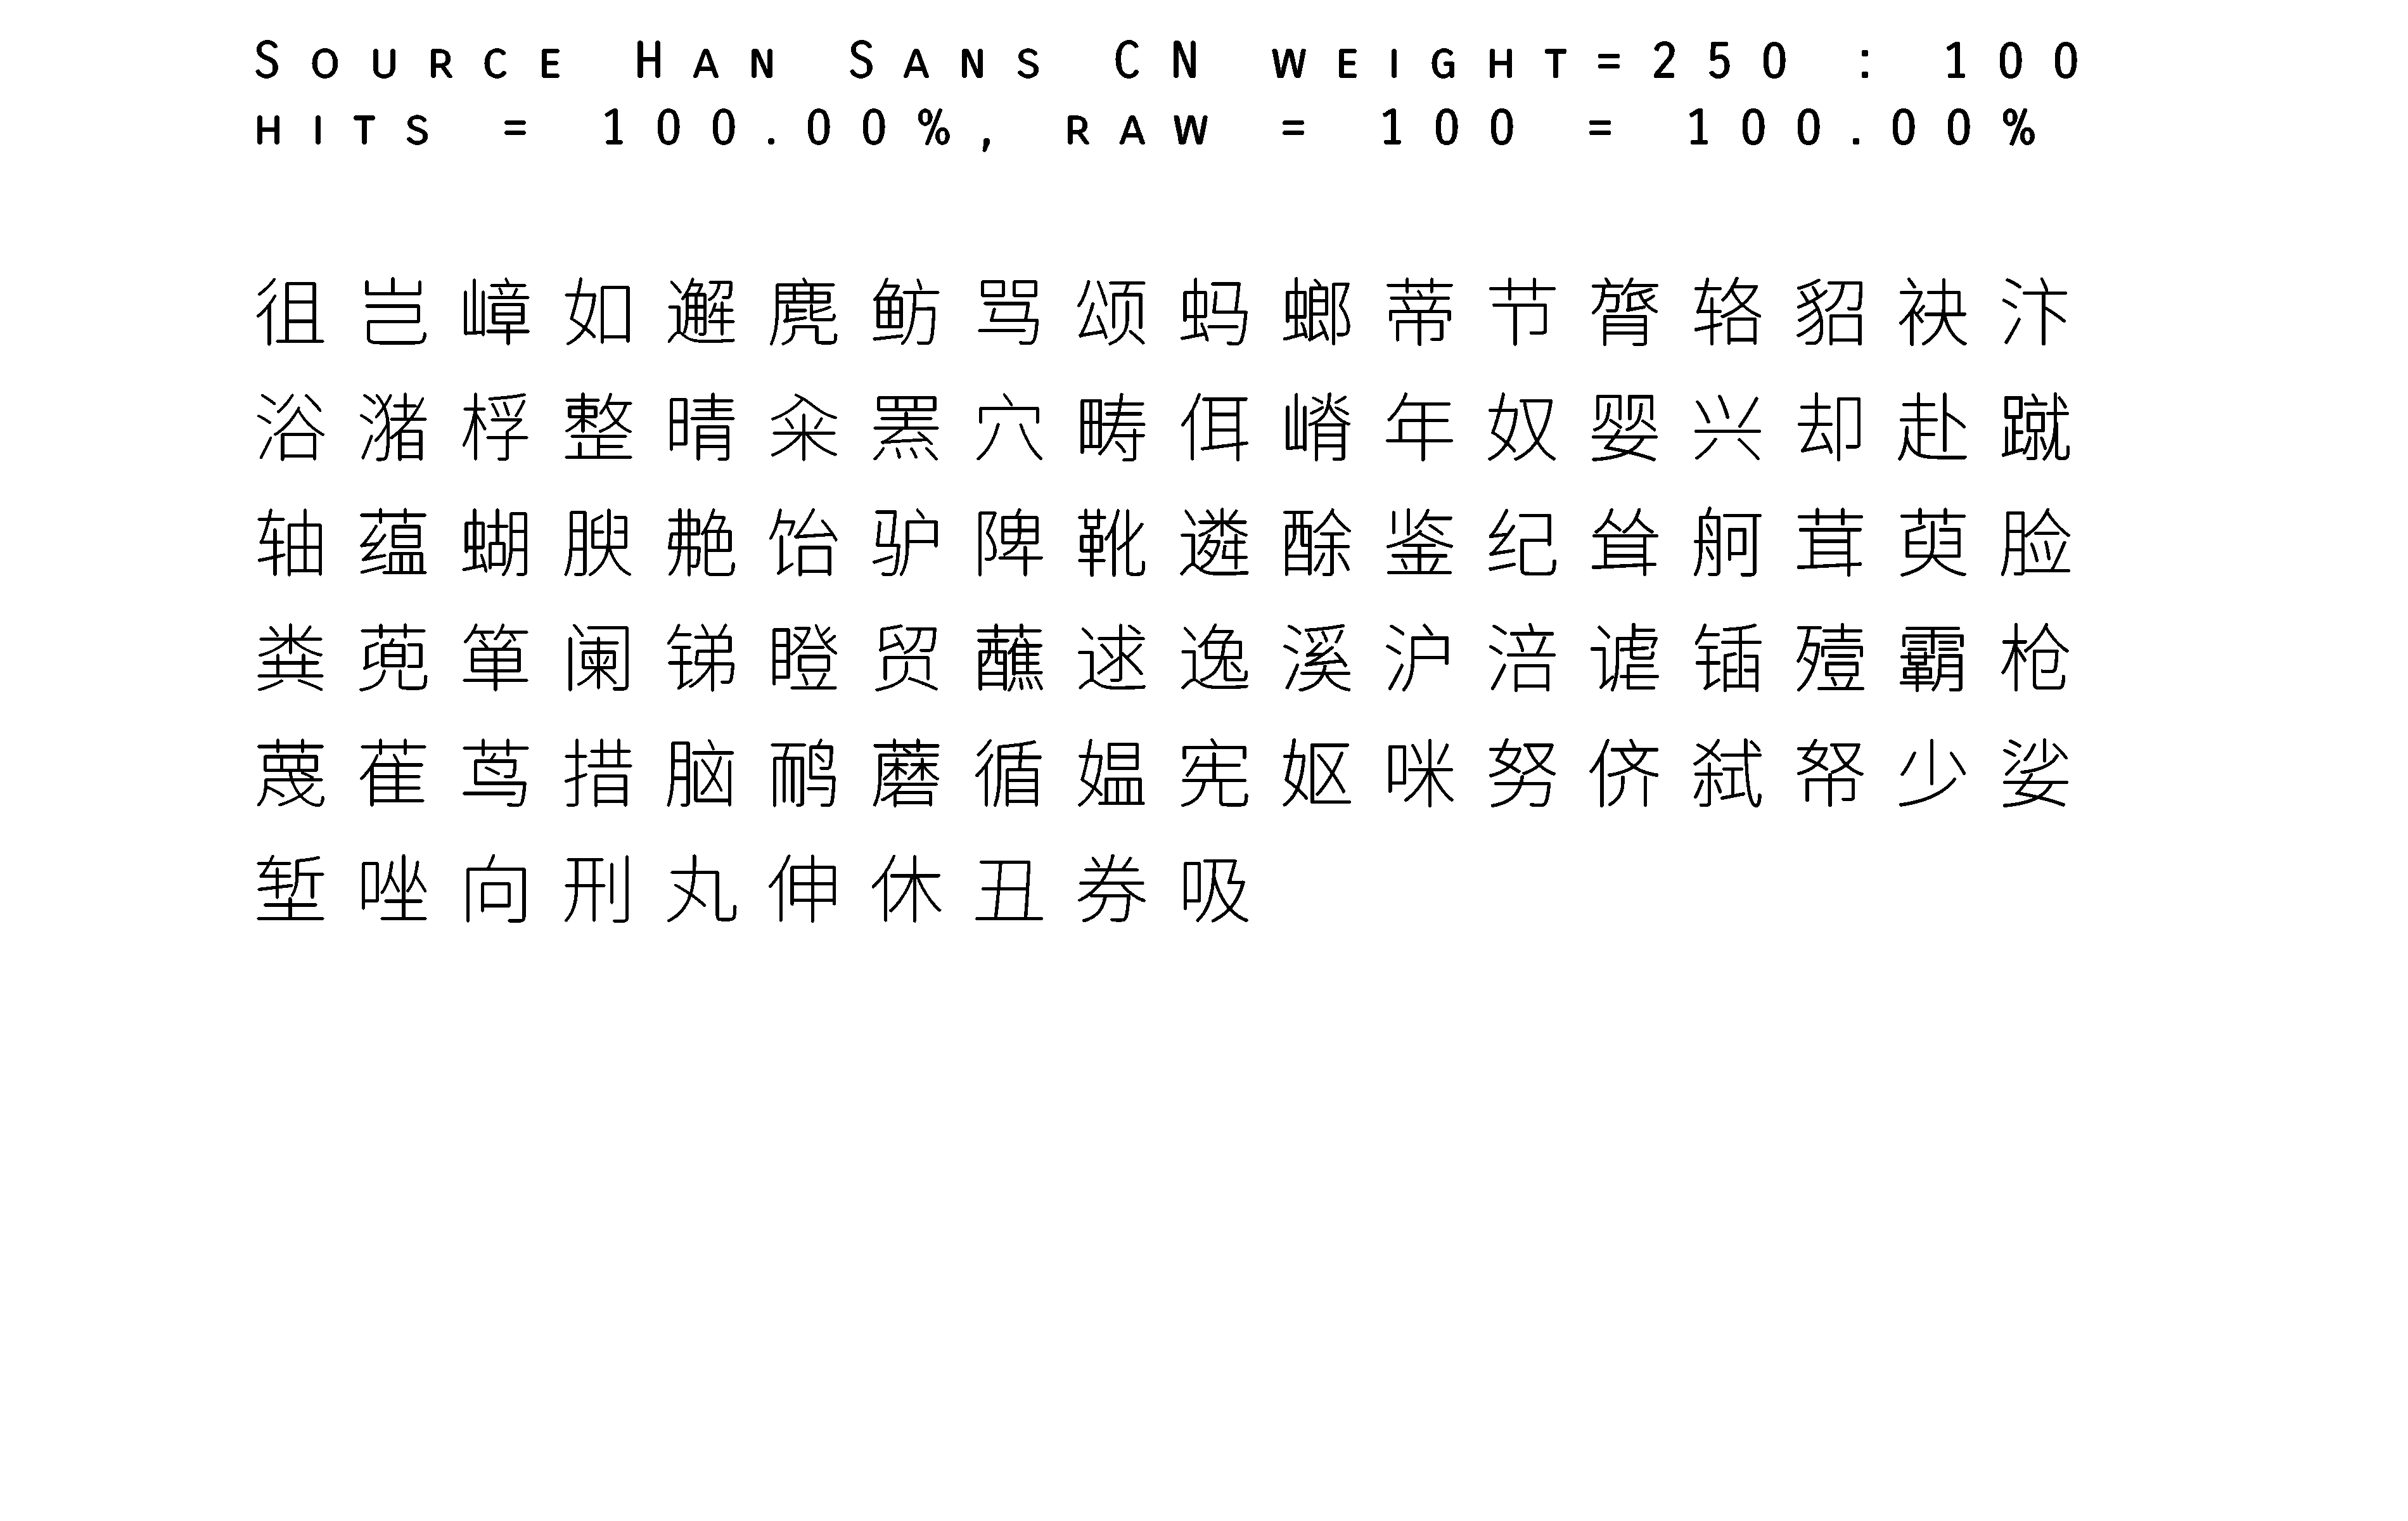 Source Han Sans CN weight=250 : 100
hits = 100.00%, raw = 100 = 100.00%
徂岂嶂如邂麂鲂骂颂蚂螂蒂节膂辂貂袂汴
浴潴桴整晴籴罴穴畴佴嵴年奴婴兴却赴蹴
轴蕴蝴腴艴饴驴陴靴遴酴鉴纪耸舸茸萸脸
粪蔸箪阑锑瞪贸蘸逑逸溪沪涪谑锸殪霸枪
蔑萑茑措脑鸸蘑循媪宪妪咪努侪弑帑少娑
堑唑向刑丸伸休丑券吸